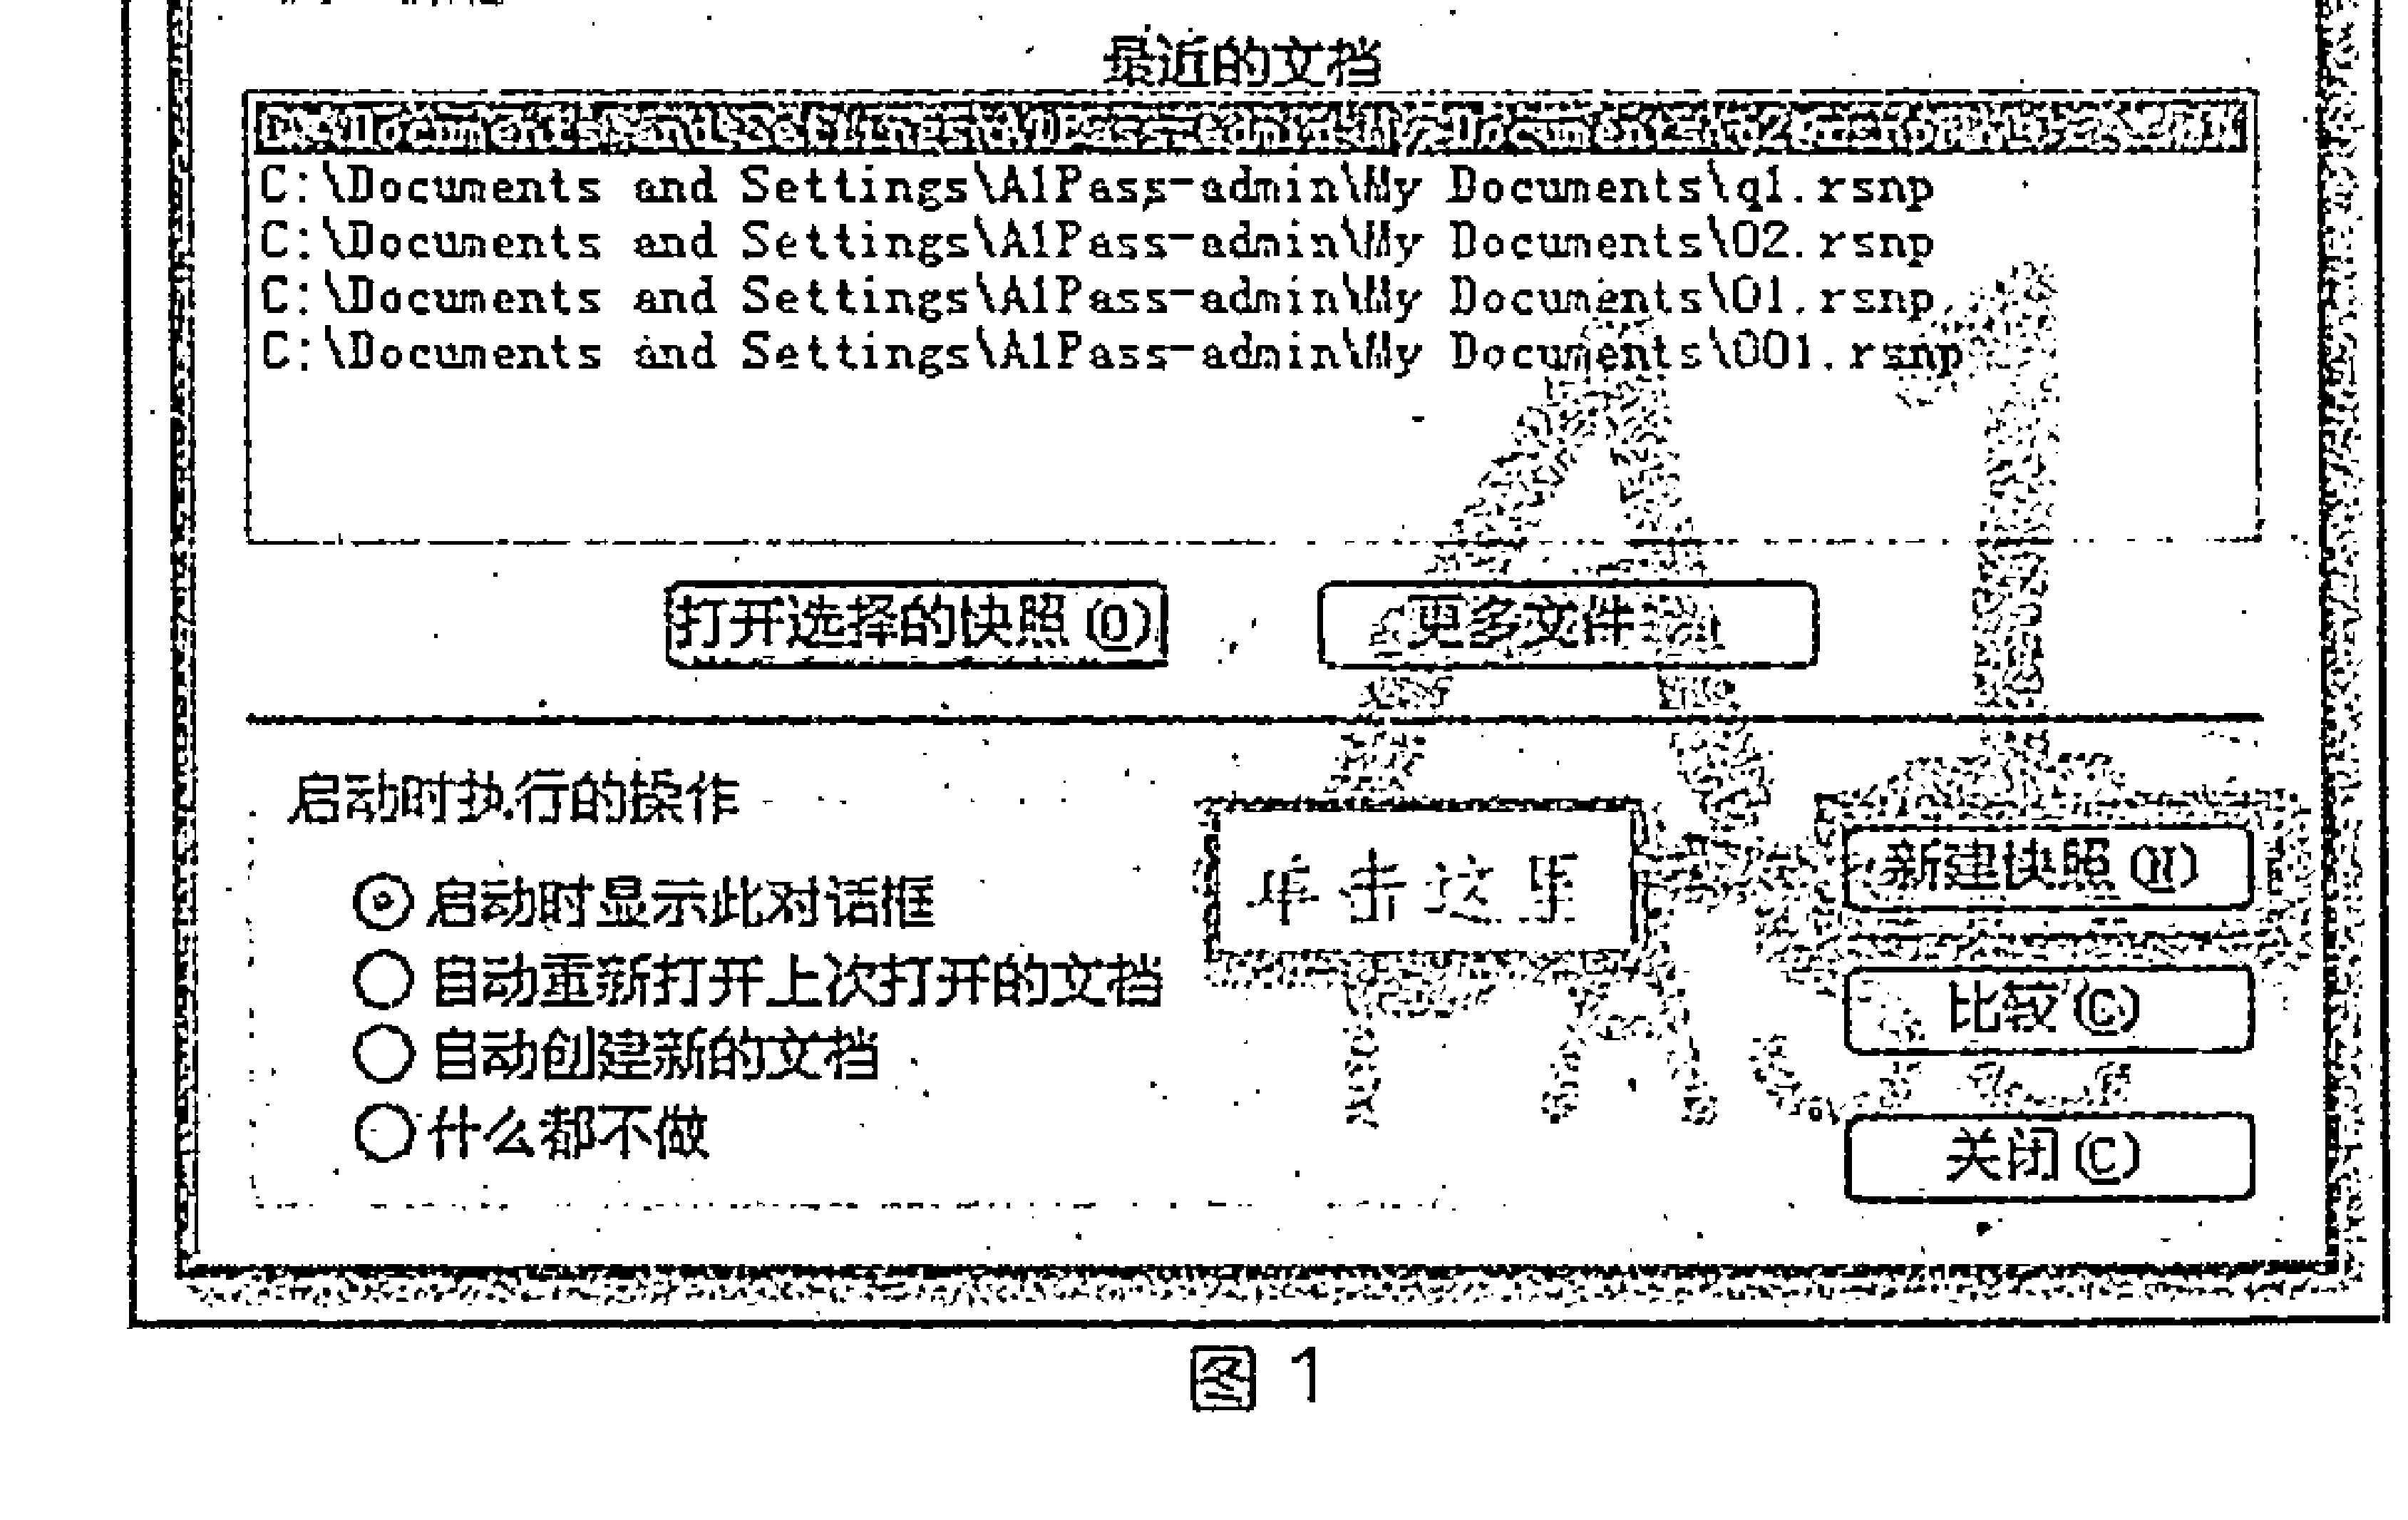 最近的文档
C:\Documents and Settings\A1Pass-admin\My Documents\q1.rsnp
C:\Documents and Settings\A1Pass-admin\My Documents\02.rsnp
C:\Documents and Settings\A1Pass-admin\My Documents\01.rsnp
C:\Documents and Settings\A1Pass-admin\My Documents\001.rsnp
打开选择的快照(O) 更多文件
启动时执行的操作
启动时显示此对话框
自动重新打开上次打开的文档
自动创建新的文档
什么都不做
单击这里
新建快照(N)
比较(C)
关闭(C)
图 1